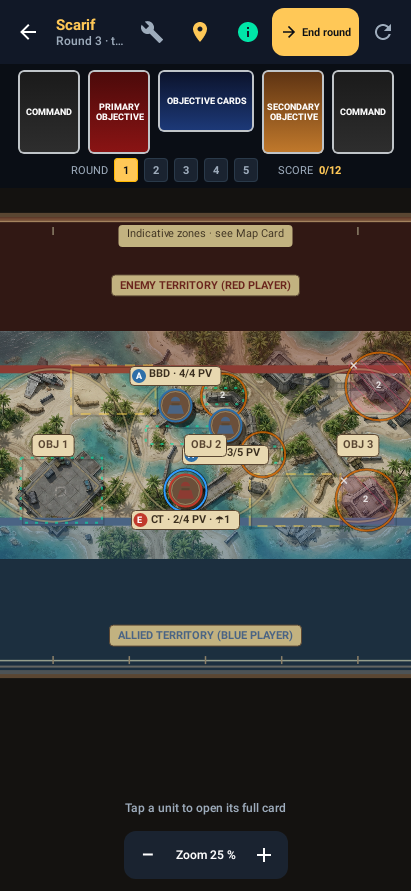 Scarif
Round 3 · t…
End round
COMMAND
PRIMARY
OBJECTIVE
OBJECTIVE CARDS
SECONDARY
OBJECTIVE
COMMAND
ROUND 1 2 3 4 5 SCORE 0/12
Indicative zones · see Map Card
ENEMY TERRITORY (RED PLAYER)
A BBD · 4/4 PV
2
2
OBJ 1
OBJ 2
OBJ 3
3/5 PV
2
E CT · 2/4 PV · ☂1
ALLIED TERRITORY (BLUE PLAYER)
Tap a unit to open its full card
− Zoom 25 % +